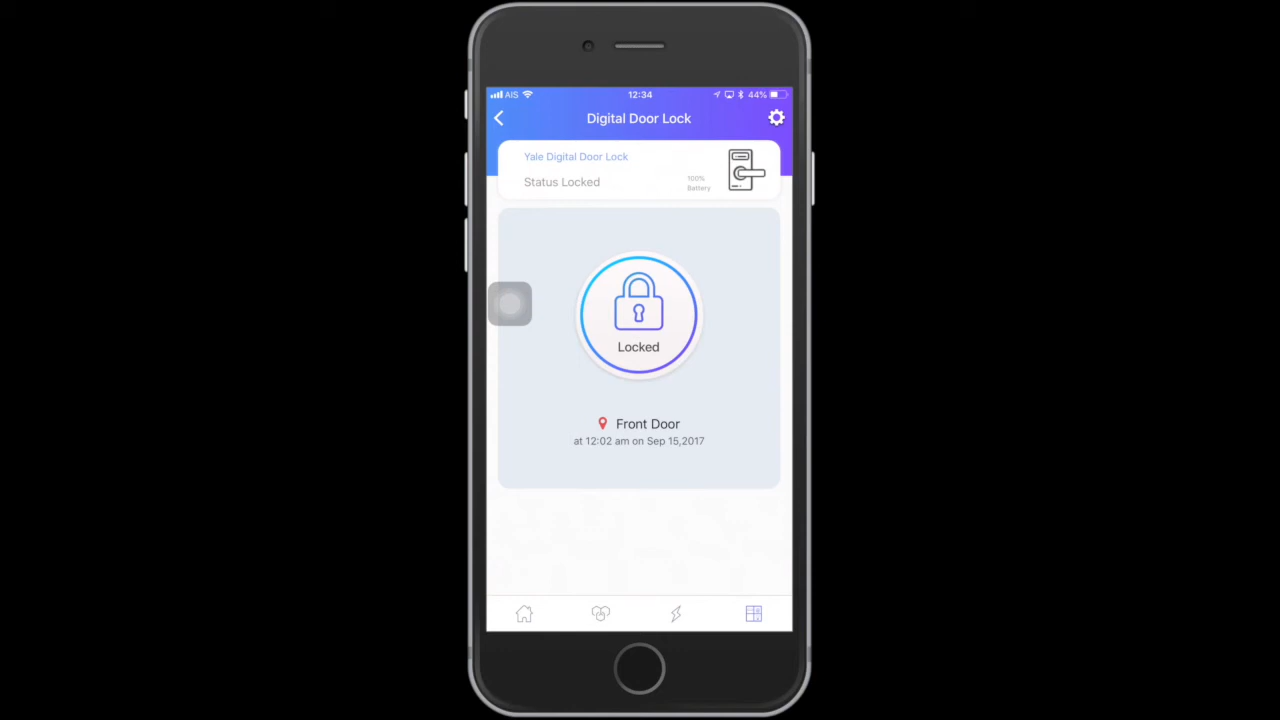 AIS 12:34 44%
Digital Door Lock
Yale Digital Door Lock
Status Locked
100%
Battery
Locked
Front Door
at 12:02 am on Sep 15,2017